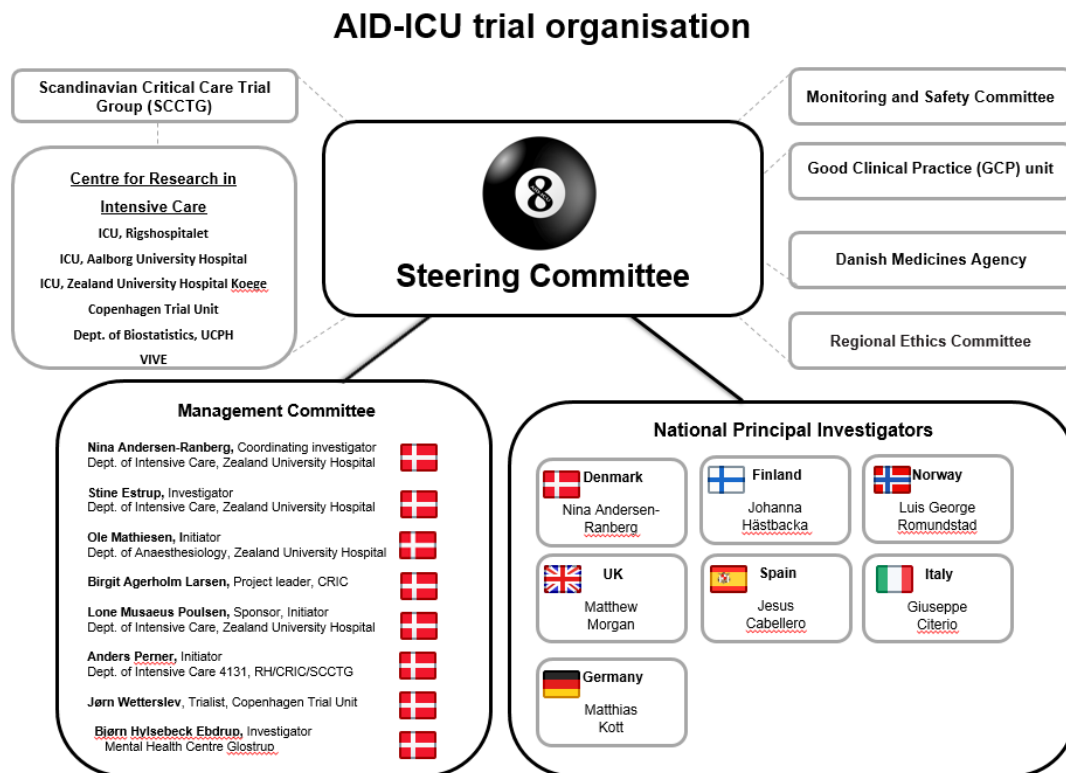 AID-ICU trial organisation
Scandinavian Critical Care Trial
Group (SCCTG)
Centre for Research in
Intensive Care
ICU, Rigshospitalet
ICU, Aalborg University Hospital
ICU, Zealand University Hospital Koege
Copenhagen Trial Unit
Dept. of Biostatistics, UCPH
VIVE
8
Steering Committee
Monitoring and Safety Committee
Good Clinical Practice (GCP) unit
Danish Medicines Agency
Regional Ethics Committee
Management Committee
Nina Andersen-Ranberg, Coordinating investigator
Dept. of Intensive Care, Zealand University Hospital
Stine Estrup, Investigator
Dept. of Intensive Care, Zealand University Hospital
Ole Mathiesen, Initiator
Dept. of Anaesthesiology, Zealand University Hospital
Birgit Agerholm Larsen, Project leader, CRIC
Lone Musaeus Poulsen, Sponsor, Initiator
Dept. of Intensive Care, Zealand University Hospital
Anders Perner, Initiator
Dept. of Intensive Care 4131, RH/CRIC/SCCTG
Jørn Wetterslev, Trialist, Copenhagen Trial Unit
Bjørn Hylsebeck Ebdrup, Investigator
Mental Health Centre Glostrup
National Principal Investigators
Denmark
Nina Andersen-
Ranberg
Finland
Johanna
Hästbacka
Norway
Luis George
Romundstad
UK
Matthew
Morgan
Spain
Jesus
Cabellero
Italy
Giuseppe
Citerio
Germany
Matthias
Kott